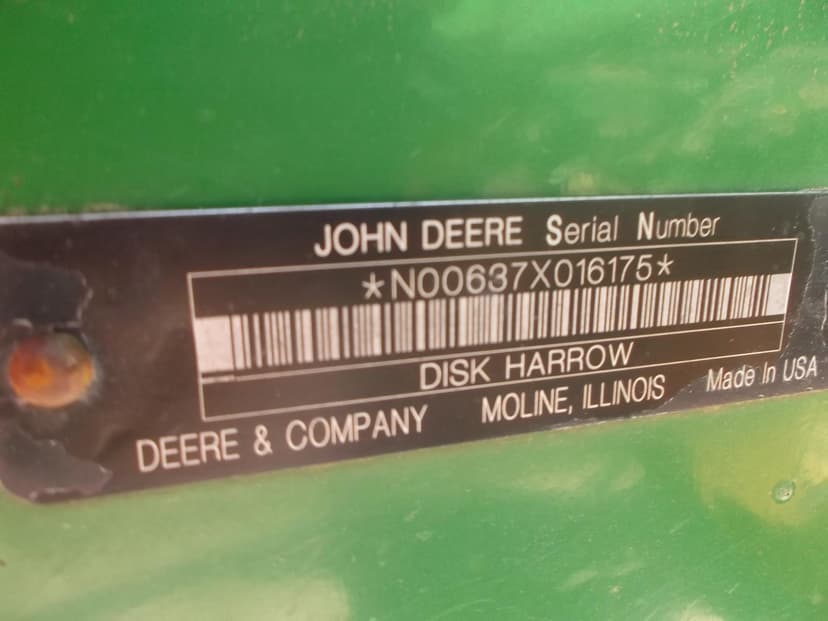 JOHN DEERE Serial Number
*N00637X016175*
DISK HARROW
DEERE & COMPANY MOLINE, ILLINOIS Made In USA